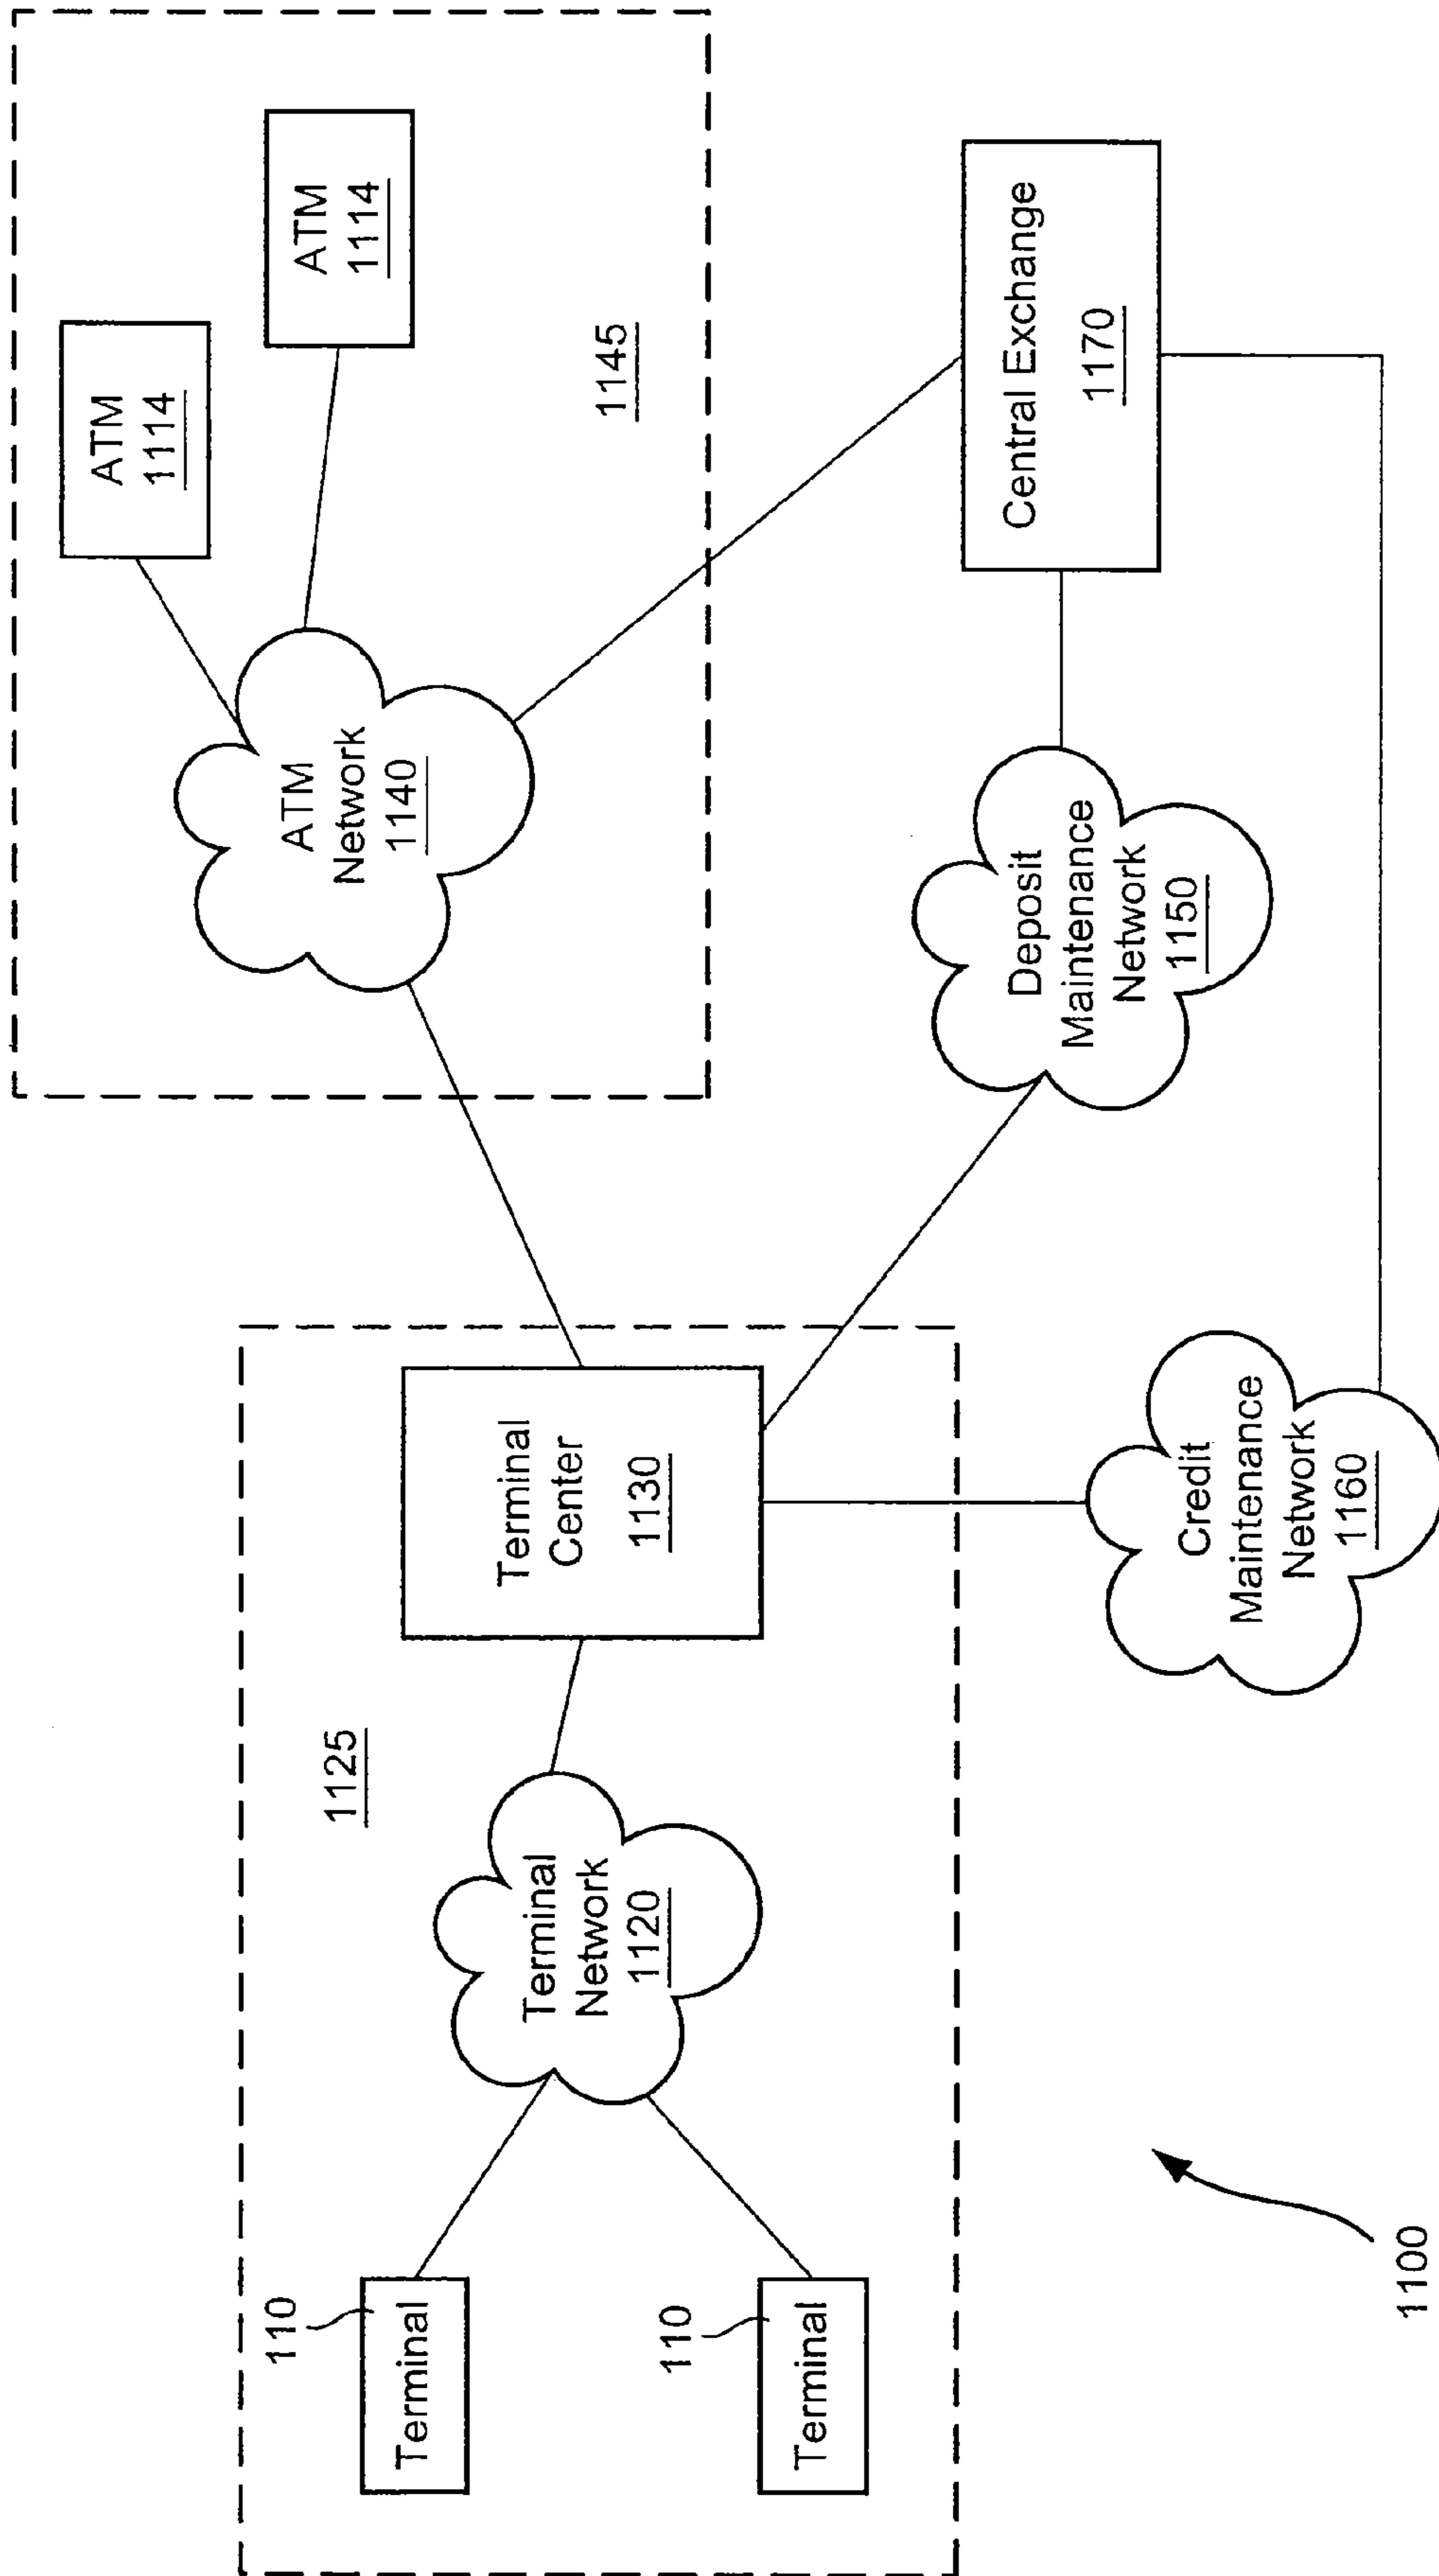 ATM
1114
ATM
1114
ATM
Network
1140
1145
1125
Terminal
Center
1130
Terminal
Network
1120
110
Terminal
110
Terminal
Deposit
Maintenance
Network
1150
Central Exchange
1170
Credit
Maintenance
Network
1160
1100